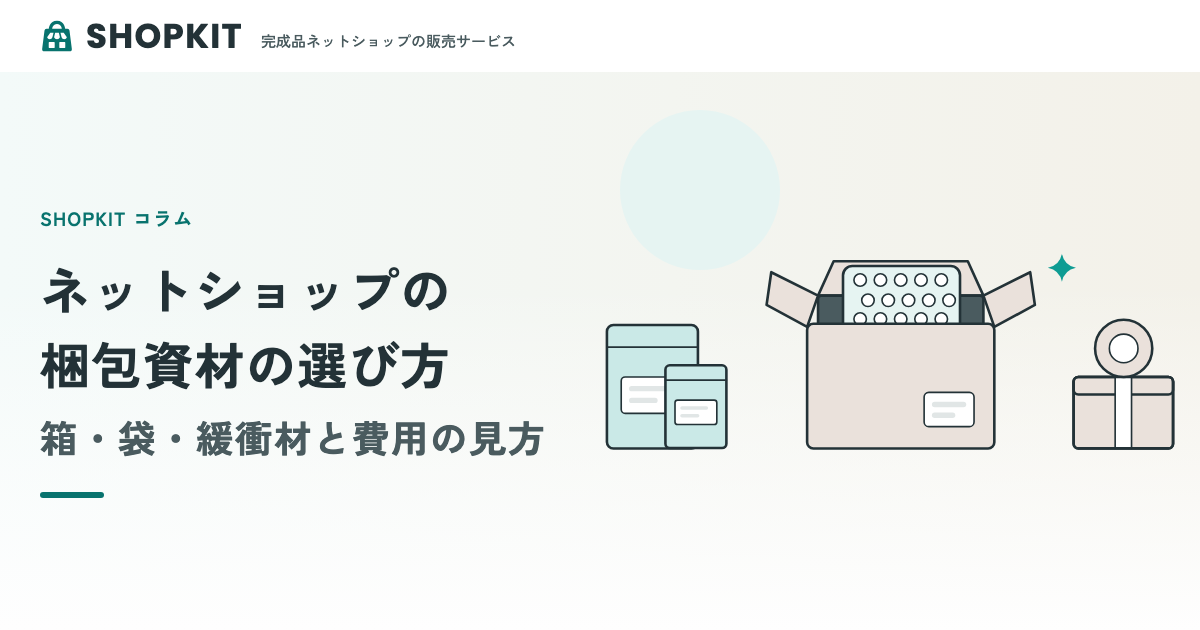 SHOPKIT 完成品ネットショップの販売サービス
SHOPKIT コラム
ネットショップの
梱包資材の選び方
箱・袋・緩衝材と費用の見方